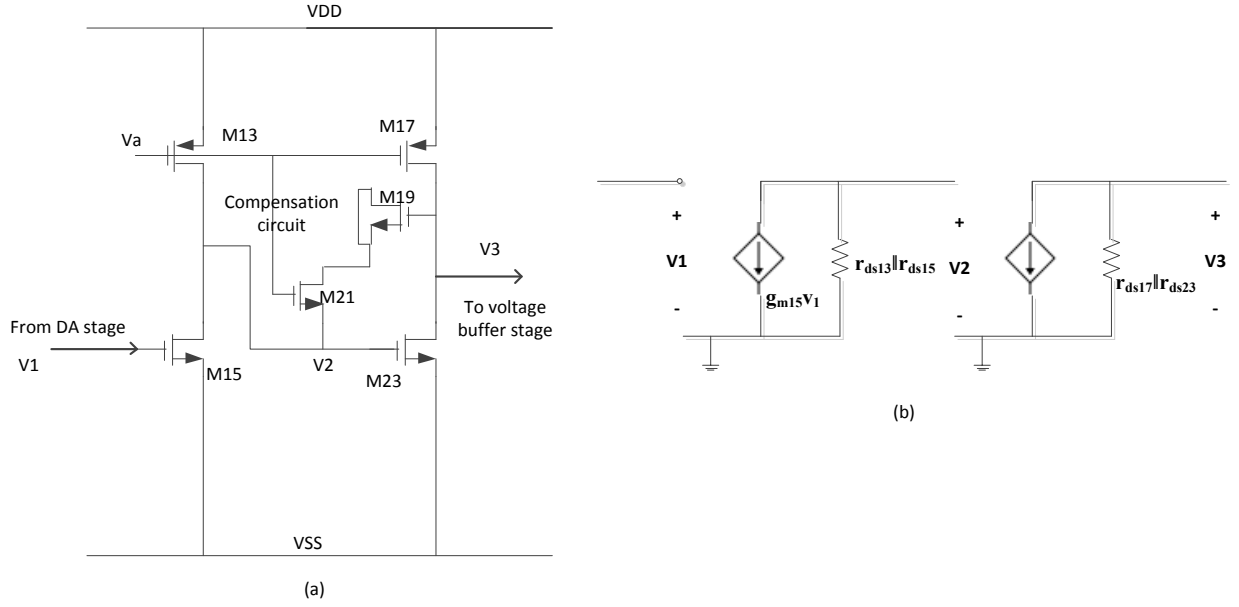 VDD
Va
M13
M17
Compensation
circuit
M19
V3
M21
To voltage
buffer stage
From DA stage
V1
V2
M15
M23
VSS
(a)
+
V1
-
gm15v1
rds13||rds15
+
V2
-
rds17||rds23
+
V3
-
(b)